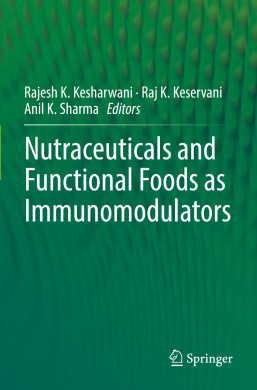 Rajesh K. Kesharwani · Raj K. Keservani
Anil K. Sharma Editors
Nutraceuticals and
Functional Foods as
Immunomodulators
Springer